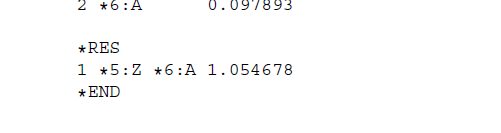 2 *6:A 0.097893
*RES
1 *5:Z *6:A 1.054678
*END